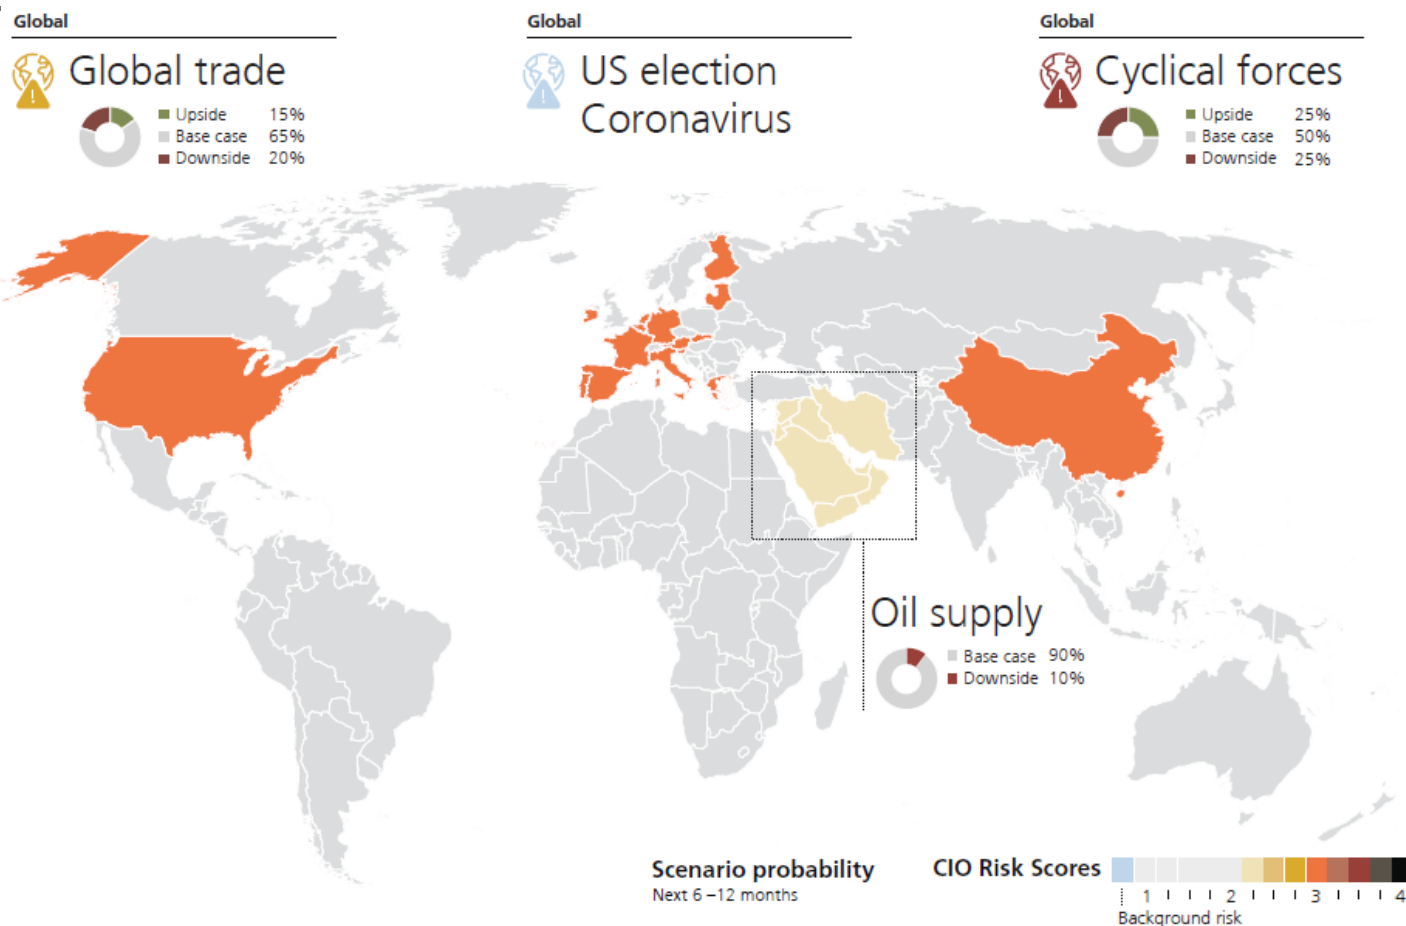 Global
Global trade
Upside 15%
Base case 65%
Downside 20%
Global
US election
Coronavirus
Global
Cyclical forces
Upside 25%
Base case 50%
Downside 25%
Oil supply
Base case 90%
Downside 10%
Scenario probability
Next 6 –12 months
CIO Risk Scores
1 2 3 4
Background risk